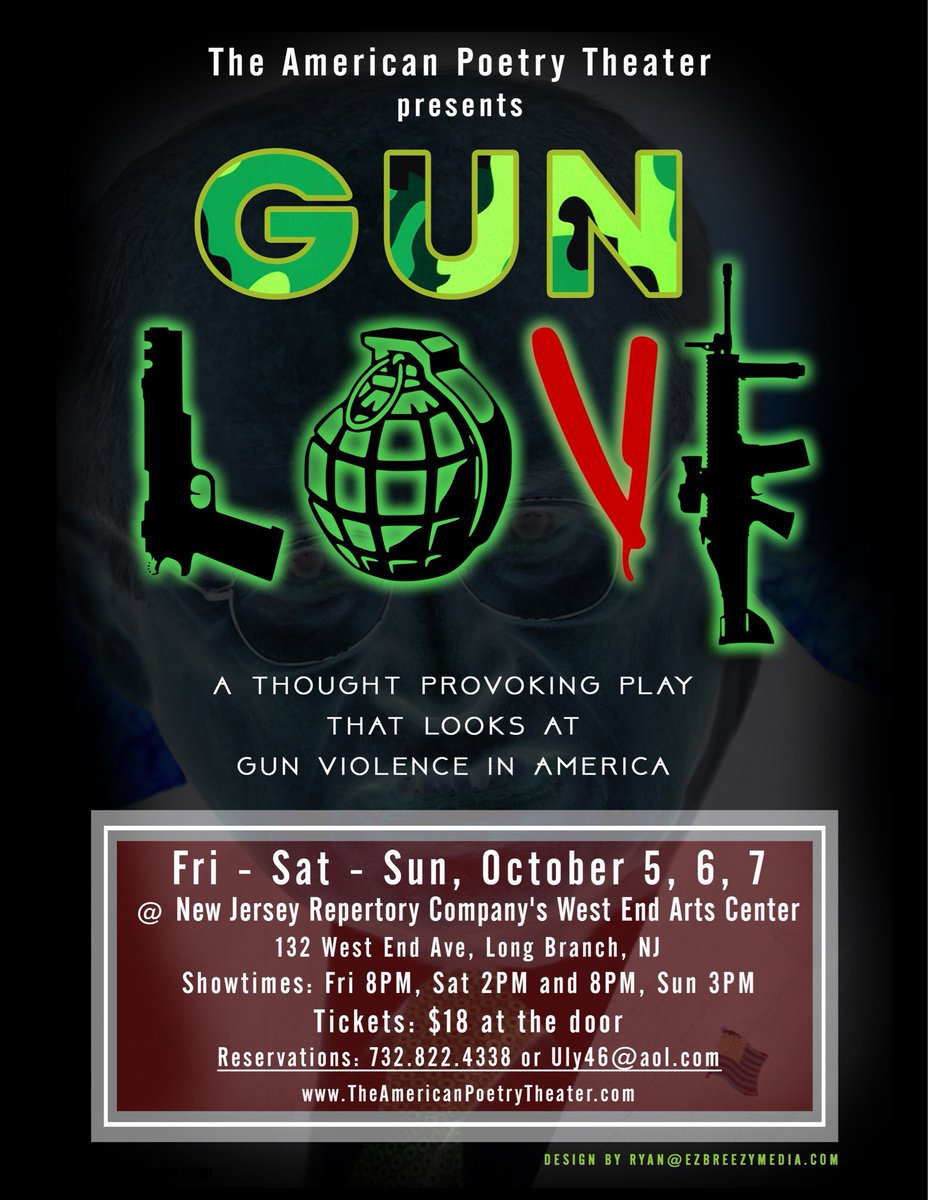 The American Poetry Theater
presents
GUN
LOVE
A THOUGHT PROVOKING PLAY
THAT LOOKS AT
GUN VIOLENCE IN AMERICA
Fri - Sat - Sun, October 5, 6, 7
@ New Jersey Repertory Company's West End Arts Center
132 West End Ave, Long Branch, NJ
Showtimes: Fri 8PM, Sat 2PM and 8PM, Sun 3PM
Tickets: $18 at the door
Reservations: 732.822.4338 or Uly46@aol.com
www.TheAmericanPoetryTheater.com
DESIGN BY RYAN@EZBREEZYMEDIA.COM